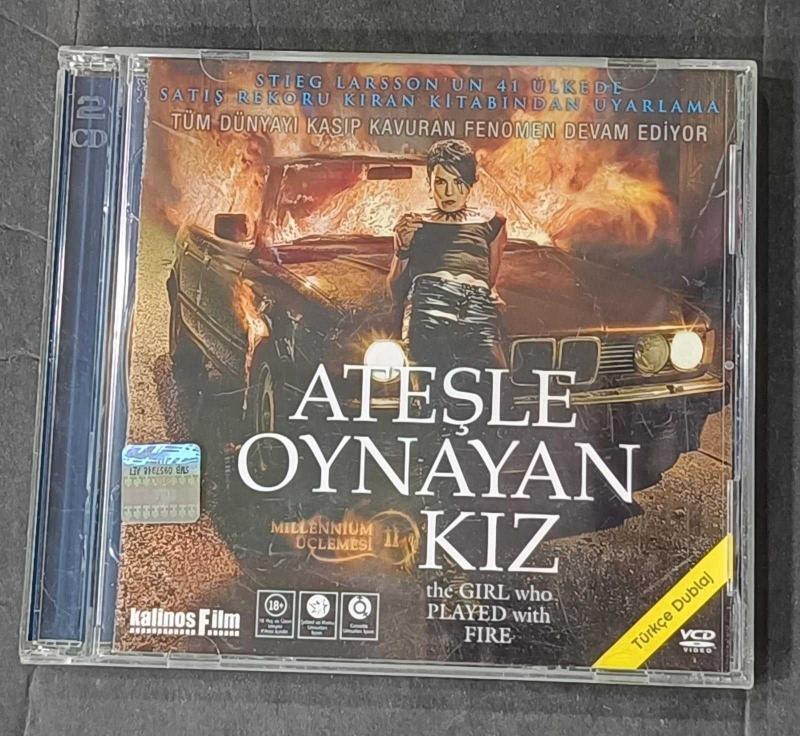 2
CD
STIEG LARSSON'UN 41 ÜLKEDE
SATIŞ REKORU KIRAN KİTABINDAN UYARLAMA
TÜM DÜNYAYI KASIP KAVURAN FENOMEN DEVAM EDİYOR
ATEŞLE
OYNAYAN
KIZ
MILLENNIUM
ÜÇLEMESİ
II
the GIRL who
PLAYED with
FIRE
kalinos Film
18+
Türkçe Dublaj
VCD
VIDEO